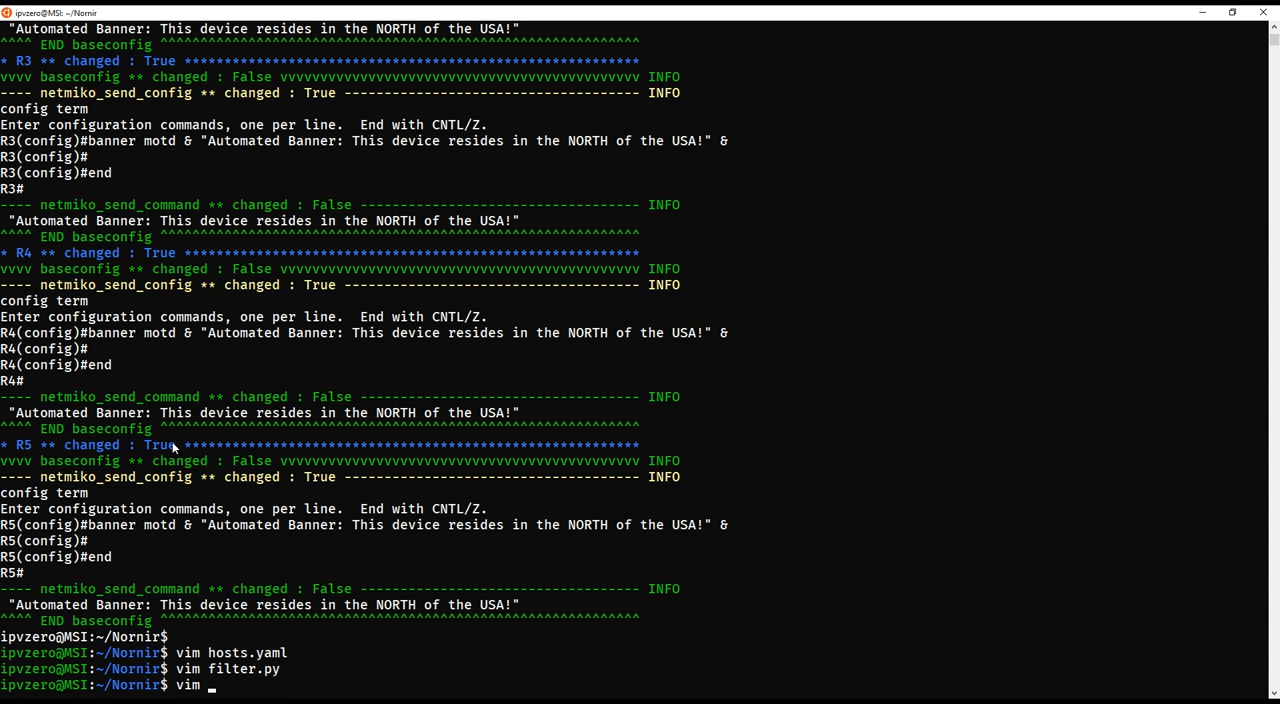 ipvzero@MSI: ~/Nornir
"Automated Banner: This device resides in the NORTH of the USA!"
^^^^ END baseconfig ^^^^^^^^^^^^^^^^^^^^^^^^^^^^^^^^^^^^^^^^^^^^^^^^^^^^^^^^^^^^
* R3 ** changed : True *********************************************************
vvvv baseconfig ** changed : False vvvvvvvvvvvvvvvvvvvvvvvvvvvvvvvvvvvvvvvvvvvvv INFO
---- netmiko_send_config ** changed : True ------------------------------------- INFO
config term
Enter configuration commands, one per line.  End with CNTL/Z.
R3(config)#banner motd & "Automated Banner: This device resides in the NORTH of the USA!" &
R3(config)#
R3(config)#end
R3#
---- netmiko_send_command ** changed : False ----------------------------------- INFO
"Automated Banner: This device resides in the NORTH of the USA!"
^^^^ END baseconfig ^^^^^^^^^^^^^^^^^^^^^^^^^^^^^^^^^^^^^^^^^^^^^^^^^^^^^^^^^^^^
* R4 ** changed : True *********************************************************
vvvv baseconfig ** changed : False vvvvvvvvvvvvvvvvvvvvvvvvvvvvvvvvvvvvvvvvvvvvv INFO
---- netmiko_send_config ** changed : True ------------------------------------- INFO
config term
Enter configuration commands, one per line.  End with CNTL/Z.
R4(config)#banner motd & "Automated Banner: This device resides in the NORTH of the USA!" &
R4(config)#
R4(config)#end
R4#
---- netmiko_send_command ** changed : False ----------------------------------- INFO
"Automated Banner: This device resides in the NORTH of the USA!"
^^^^ END baseconfig ^^^^^^^^^^^^^^^^^^^^^^^^^^^^^^^^^^^^^^^^^^^^^^^^^^^^^^^^^^^^
* R5 ** changed : True *********************************************************
vvvv baseconfig ** changed : False vvvvvvvvvvvvvvvvvvvvvvvvvvvvvvvvvvvvvvvvvvvvv INFO
---- netmiko_send_config ** changed : True ------------------------------------- INFO
config term
Enter configuration commands, one per line.  End with CNTL/Z.
R5(config)#banner motd & "Automated Banner: This device resides in the NORTH of the USA!" &
R5(config)#
R5(config)#end
R5#
---- netmiko_send_command ** changed : False ----------------------------------- INFO
"Automated Banner: This device resides in the NORTH of the USA!"
^^^^ END baseconfig ^^^^^^^^^^^^^^^^^^^^^^^^^^^^^^^^^^^^^^^^^^^^^^^^^^^^^^^^^^^^
ipvzero@MSI:~/Nornir$
ipvzero@MSI:~/Nornir$ vim hosts.yaml
ipvzero@MSI:~/Nornir$ vim filter.py
ipvzero@MSI:~/Nornir$ vim _